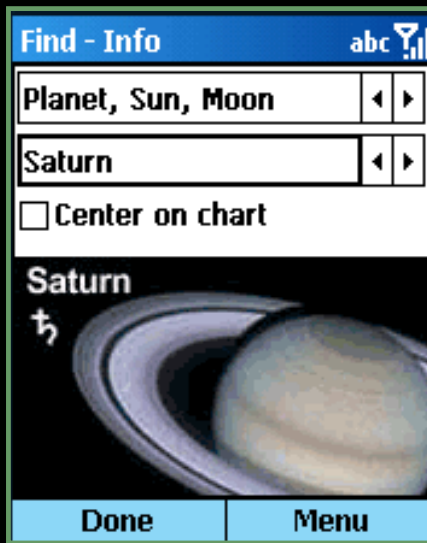 Find - Info abc
Planet, Sun, Moon
Saturn
Center on chart
Saturn
♄
Done Menu